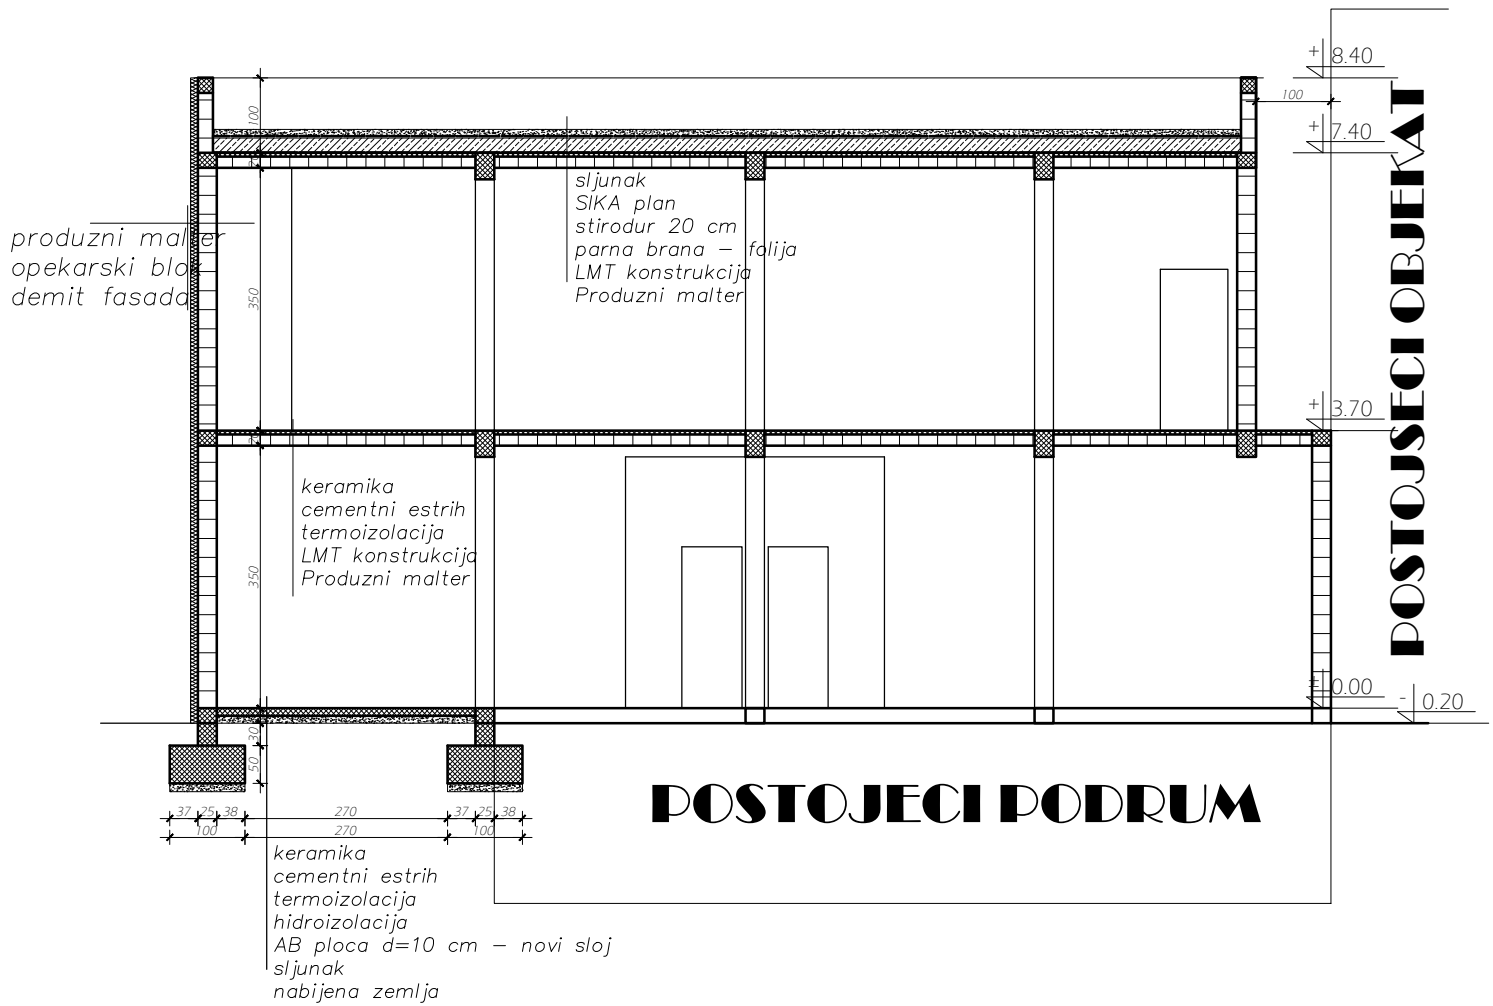 + 8.40
100
100
+ 7.40
sljunak
SIKA plan
stirodur 20 cm
parna brana – folija
LMT konstrukcija
Produzni malter
produzni malter
opekarski blok
demit fasada
350
POSTOJSECI OBJEKAT
+ 3.70
keramika
cementni estrih
termoizolacija
LMT konstrukcija
Produzni malter
350
± 0.00
- 0.20
30
50
POSTOJECI PODRUM
37 25 38 270 37 25 38
100 270 100
keramika
cementni estrih
termoizolacija
hidroizolacija
AB ploca d=10 cm – novi sloj
sljunak
nabijena zemlja